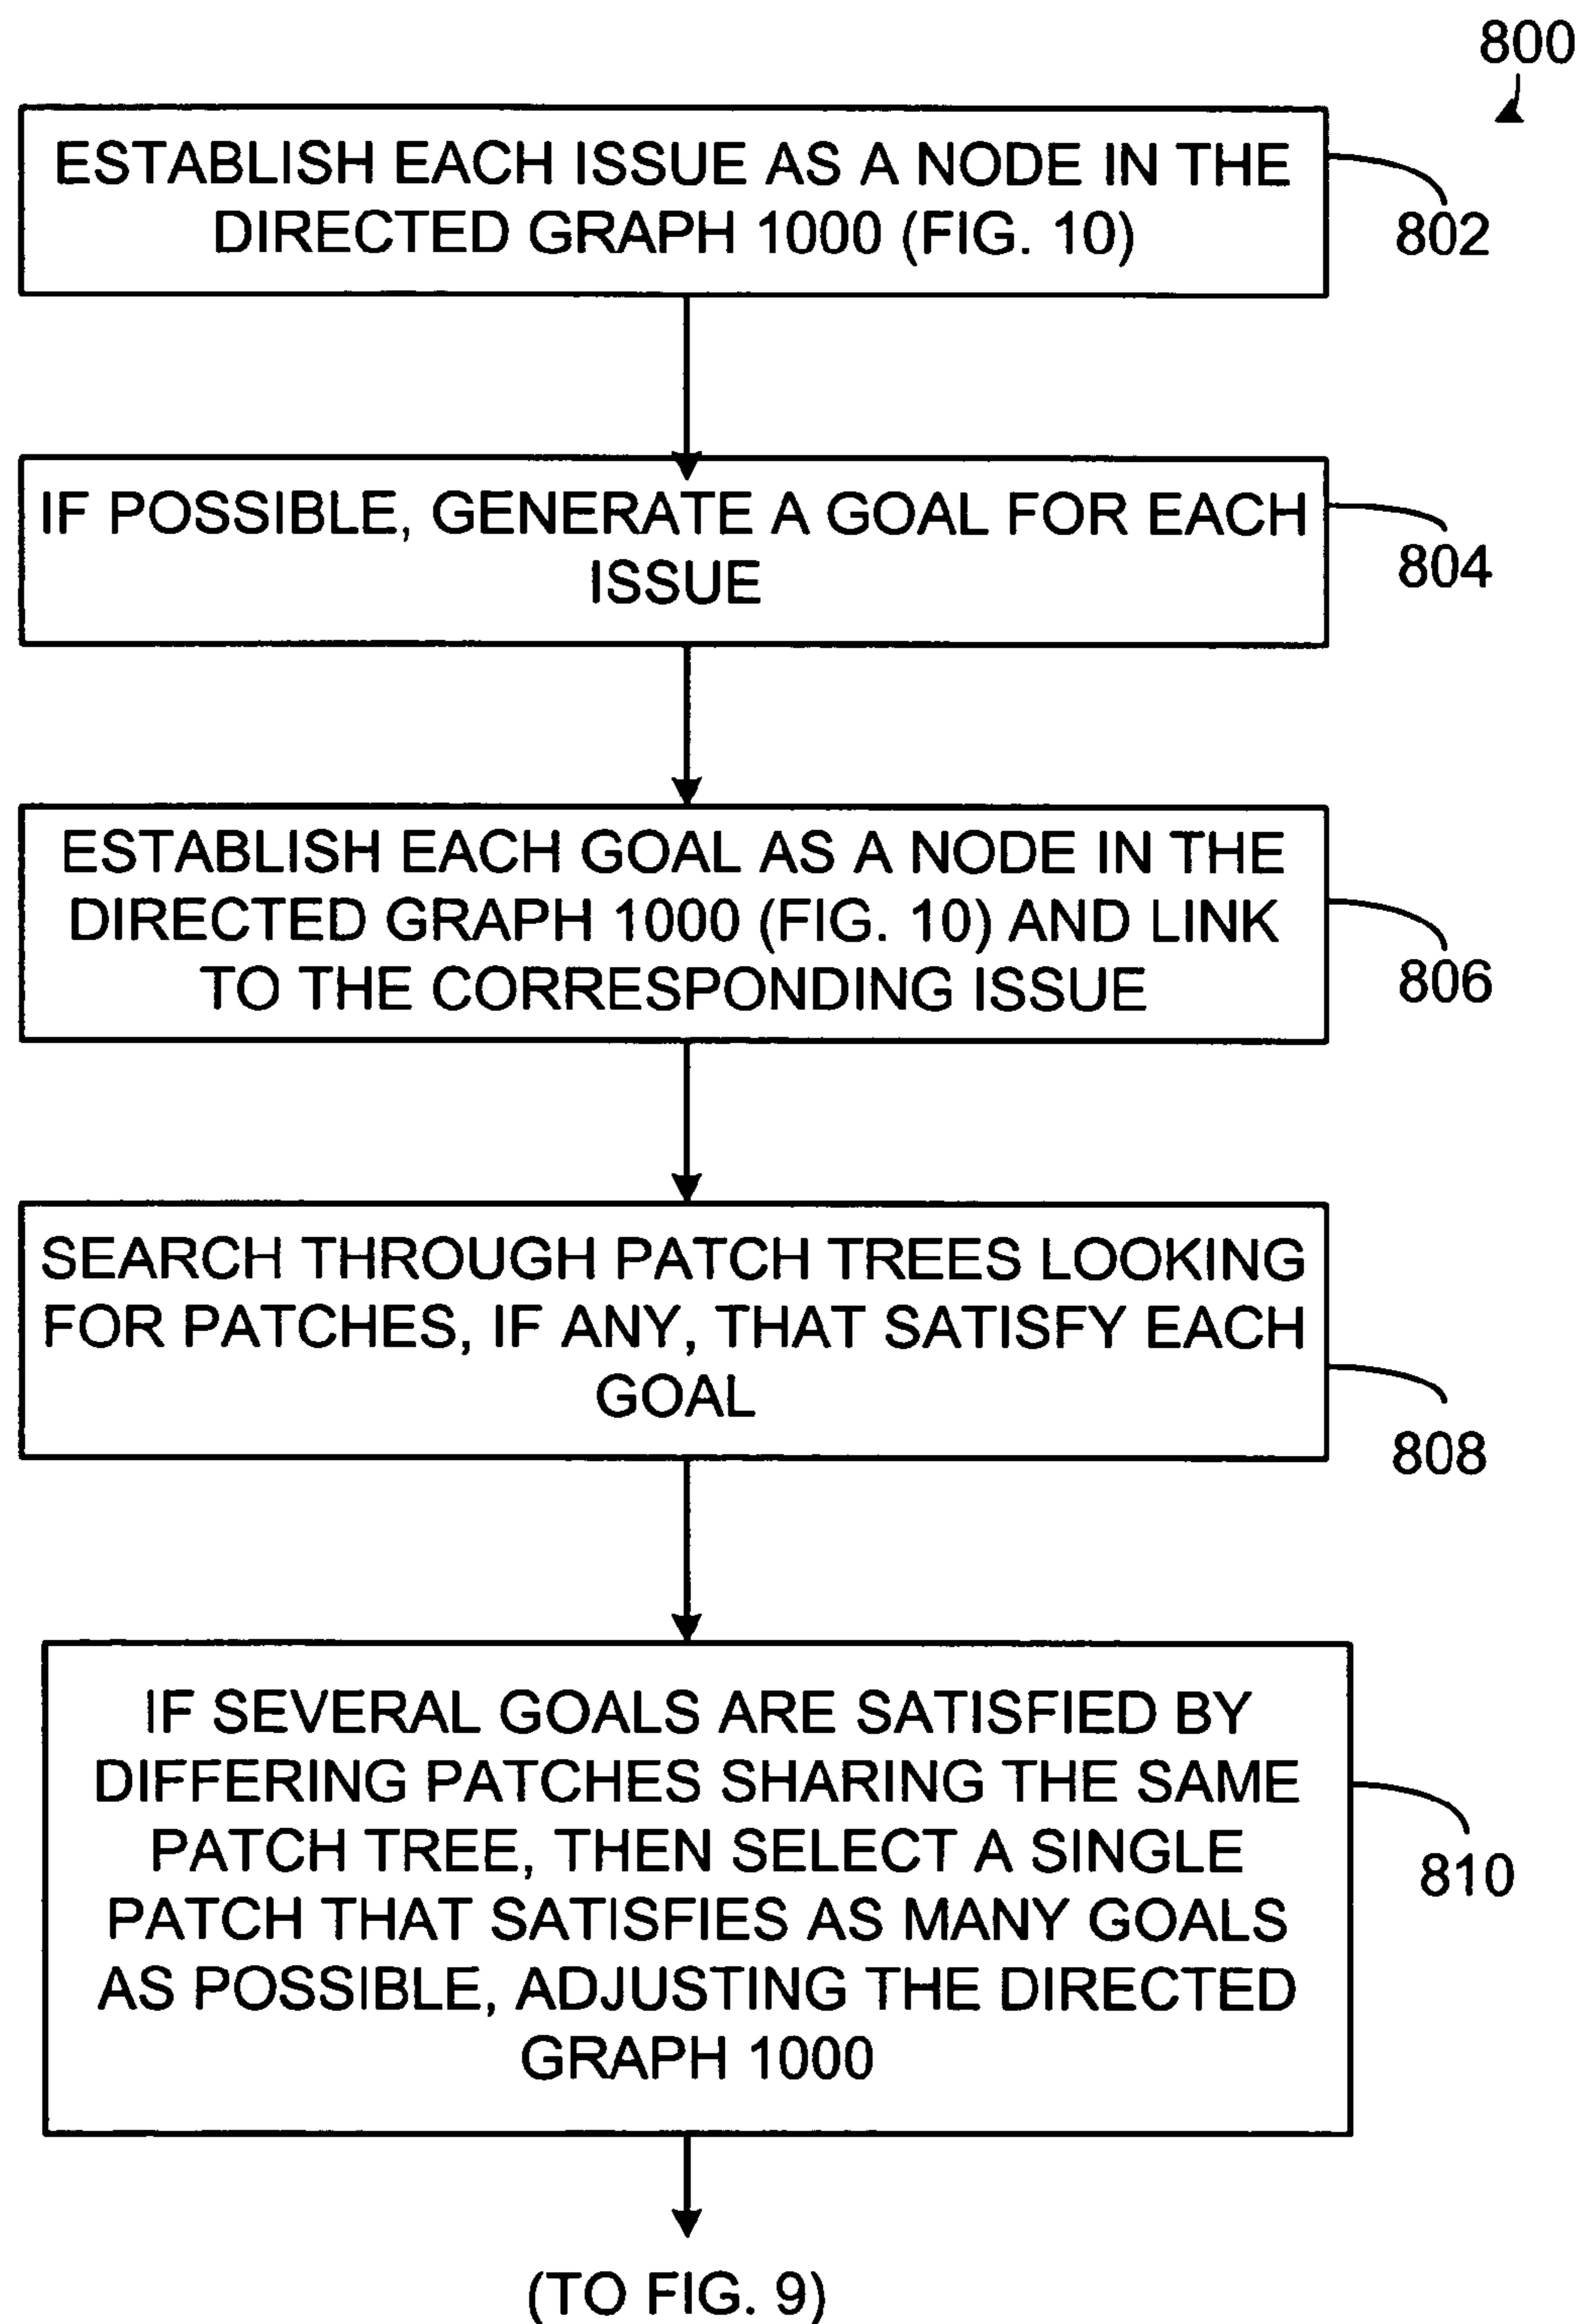 800
ESTABLISH EACH ISSUE AS A NODE IN THE
DIRECTED GRAPH 1000 (FIG. 10)
802
IF POSSIBLE, GENERATE A GOAL FOR EACH
ISSUE
804
ESTABLISH EACH GOAL AS A NODE IN THE
DIRECTED GRAPH 1000 (FIG. 10) AND LINK
TO THE CORRESPONDING ISSUE
806
SEARCH THROUGH PATCH TREES LOOKING
FOR PATCHES, IF ANY, THAT SATISFY EACH
GOAL
808
IF SEVERAL GOALS ARE SATISFIED BY
DIFFERING PATCHES SHARING THE SAME
PATCH TREE, THEN SELECT A SINGLE
PATCH THAT SATISFIES AS MANY GOALS
AS POSSIBLE, ADJUSTING THE DIRECTED
GRAPH 1000
810
(TO FIG. 9)